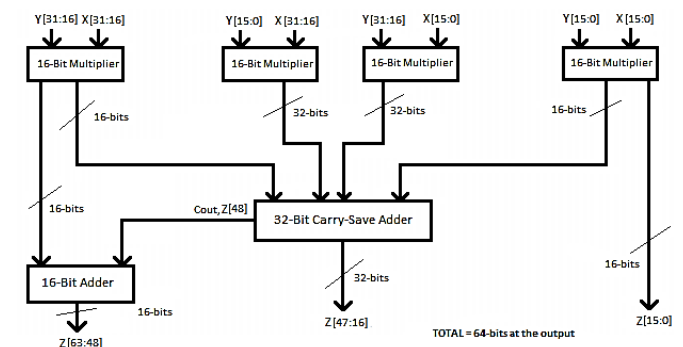 Y[31:16] X[31:16]
Y[15:0] X[31:16]
Y[31:16] X[15:0]
Y[15:0] X[15:0]
16-Bit Multiplier
16-Bit Multiplier
16-Bit Multiplier
16-Bit Multiplier
16-bits
32-bits
32-bits
16-bits
16-bits
Cout,Z[48]
32-Bit Carry-Save Adder
16-bits
16-Bit Adder
32-bits
16-bits
Z[63:48]
Z[47:16]
Z[15:0]
TOTAL = 64-bits at the output